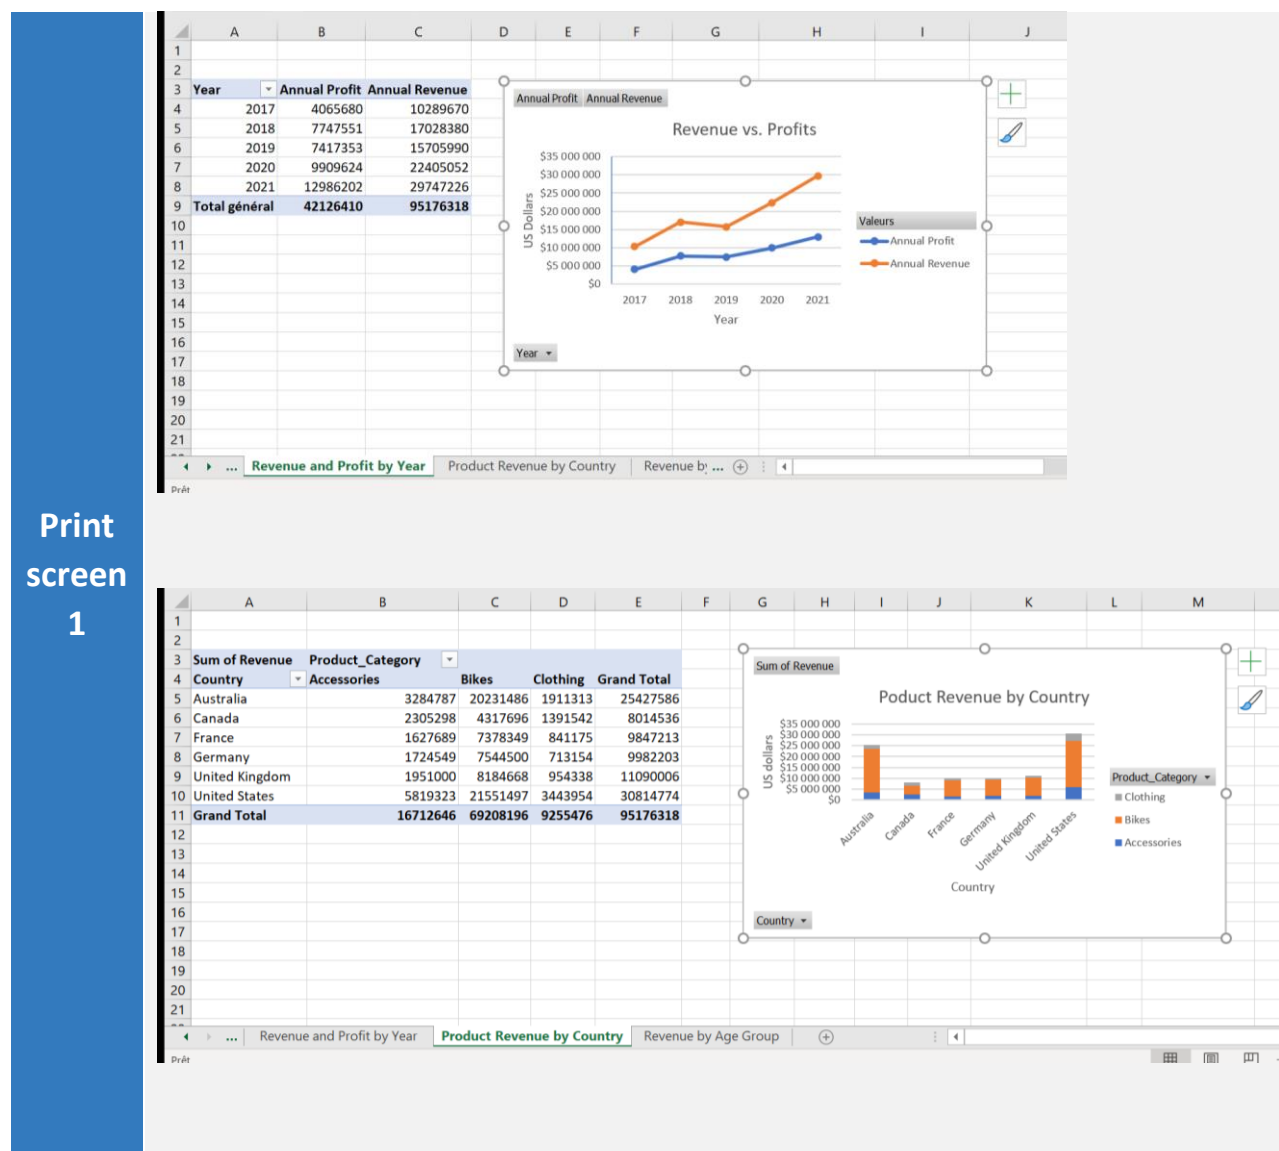 Print
screen
1
A B C D E F G H I J
1
2
3 Year Annual Profit Annual Revenue
4 2017 4065680 10289670
5 2018 7747551 17028380
6 2019 7417353 15705990
7 2020 9909624 22405052
8 2021 12986202 29747226
9 Total général 42126410 95176318
10
11
12
13
14
15
16
17
18
19
20
21
Annual Profit Annual Revenue
Revenue vs. Profits
US Dollars
$35 000 000
$30 000 000
$25 000 000
$20 000 000
$15 000 000
$10 000 000
$5 000 000
$0
2017 2018 2019 2020 2021
Year
Valeurs
Annual Profit
Annual Revenue
Year
... Revenue and Profit by Year Product Revenue by Country Revenue by ...
Prêt
A B C D E F G H I J K L M
1
2
3 Sum of Revenue Product_Category
4 Country Accessories Bikes Clothing Grand Total
5 Australia 3284787 20231486 1911313 25427586
6 Canada 2305298 4317696 1391542 8014536
7 France 1627689 7378349 841175 9847213
8 Germany 1724549 7544500 713154 9982203
9 United Kingdom 1951000 8184668 954338 11090006
10 United States 5819323 21551497 3443954 30814774
11 Grand Total 16712646 69208196 9255476 95176318
12
13
14
15
16
17
18
19
20
21
Sum of Revenue
Poduct Revenue by Country
US dollars
$35 000 000
$30 000 000
$25 000 000
$20 000 000
$15 000 000
$10 000 000
$5 000 000
$0
Australia Canada France Germany United Kingdom United States
Country
Product_Category
Clothing
Bikes
Accessories
Country
... Revenue and Profit by Year Product Revenue by Country Revenue by Age Group
Prêt